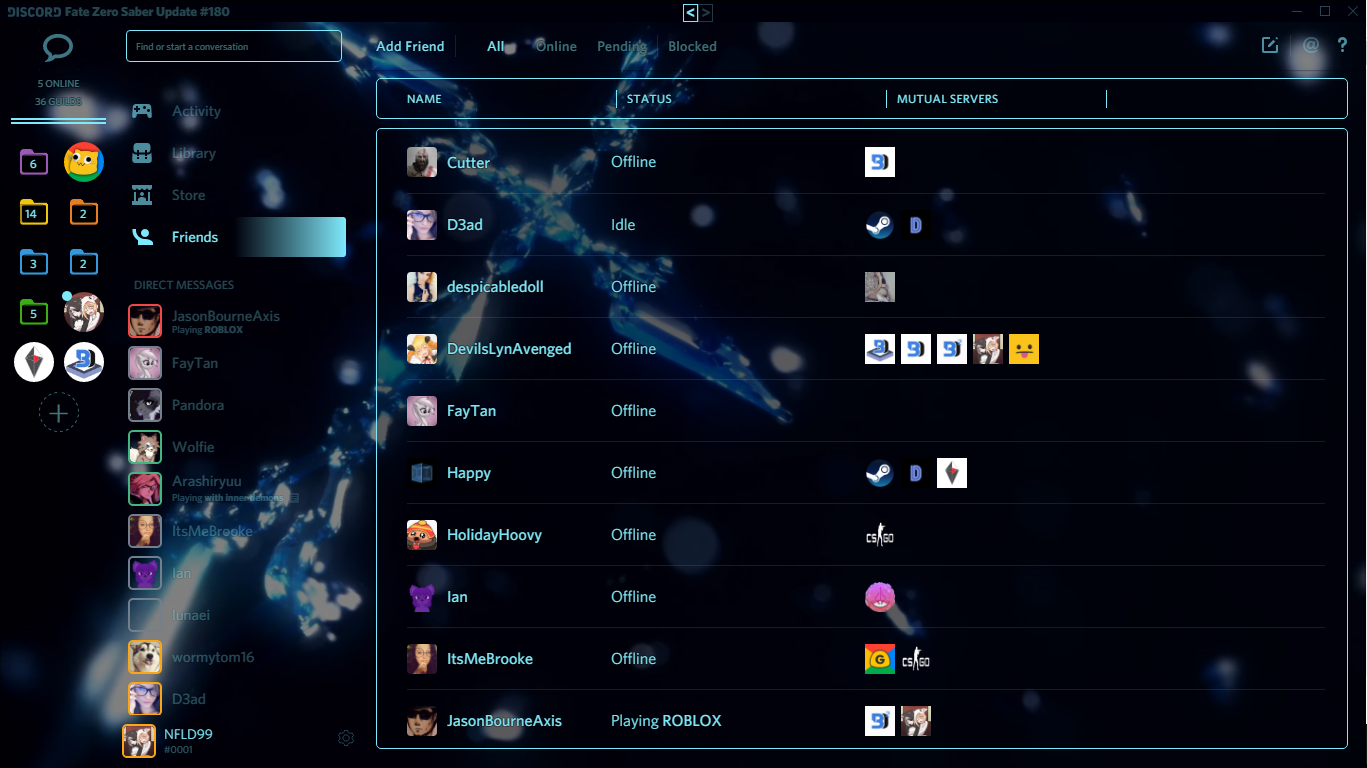 DISCORD Fate Zero Saber Update #180
< >
Find or start a conversation
Add Friend
All
Online
Pending
Blocked
@
?
5 ONLINE
36 GUILDS
6
14
2
3
2
5
Activity
Library
Store
Friends
DIRECT MESSAGES
JasonBourneAxis
Playing ROBLOX
FayTan
Pandora
Wolfie
Arashiryuu
Playing with inner demons
ItsMeBrooke
Ian
lunaei
wormytom16
D3ad
NFLD99
#0001
NAME STATUS MUTUAL SERVERS
Cutter Offline
D3ad Idle D
despicabledoll Offline
DevilsLynAvenged Offline
FayTan Offline
Happy Offline D
HolidayHoovy Offline CS GO
Ian Offline
ItsMeBrooke Offline G CS GO
JasonBourneAxis Playing ROBLOX